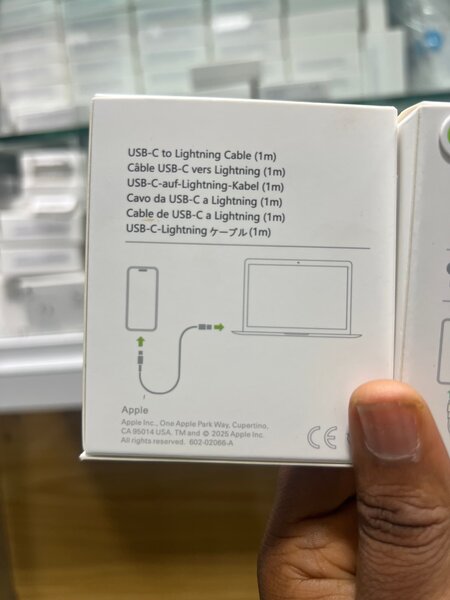 USB-C to Lightning Cable (1m)
Câble USB-C vers Lightning (1m)
USB-C-auf-Lightning-Kabel (1m)
Cavo da USB-C a Lightning (1m)
Cable de USB-C a Lightning (1m)
USB-C-Lightning ケーブル (1m)
Apple
Apple Inc., One Apple Park Way, Cupertino,
CA 95014 USA. TM and © 2025 Apple Inc.
All rights reserved. 602-02066-A
CE